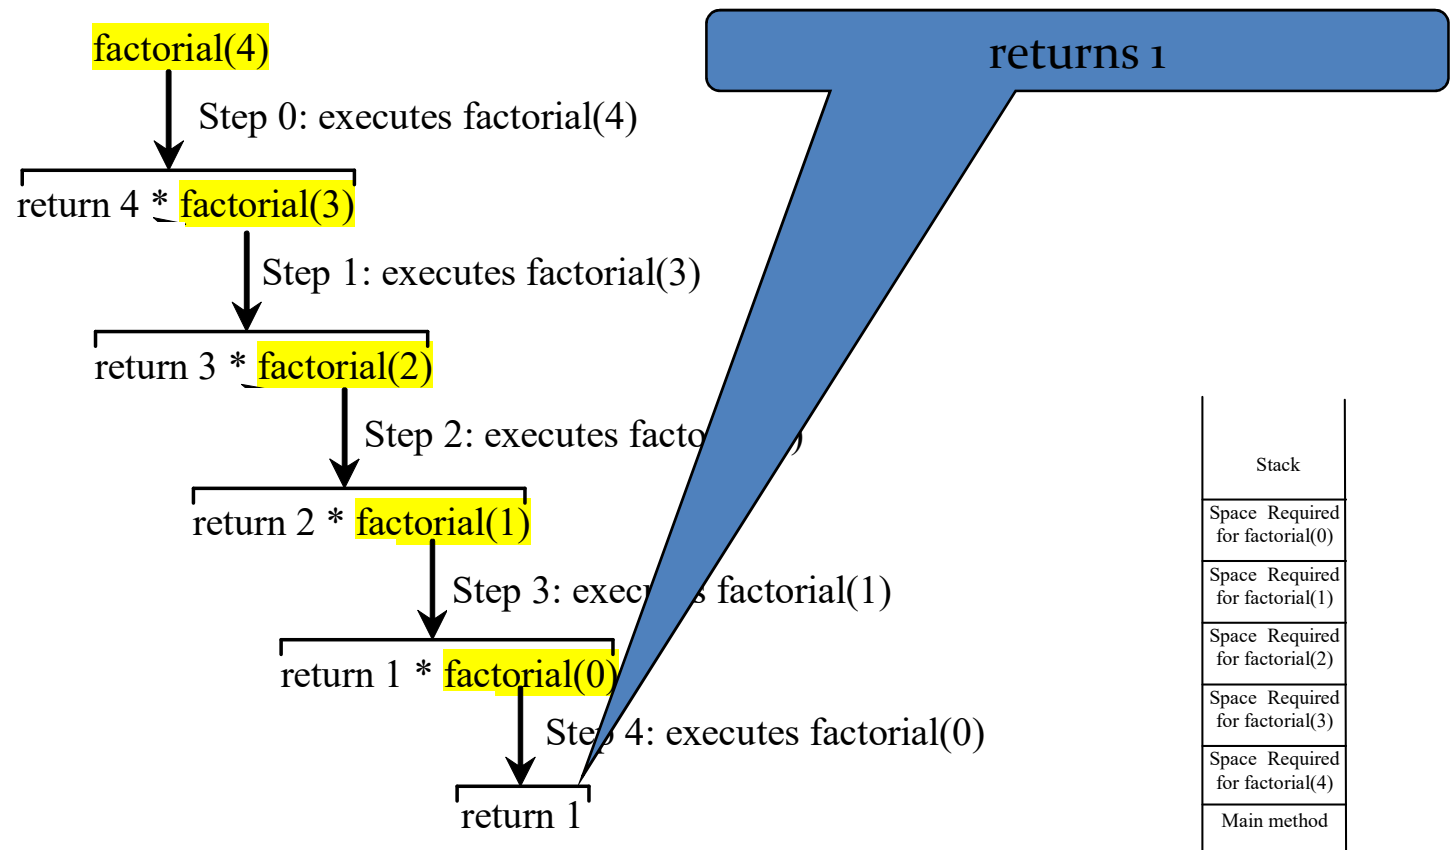 factorial(4)
returns 1
Step 0: executes factorial(4)
return 4 * factorial(3)
Step 1: executes factorial(3)
return 3 * factorial(2)
Step 2: executes
return 2 * factorial(1)
Step 3: factorial(1)
return 1 * factorial(0)
Step 4: executes factorial(0)
return 1
Stack
Space Required
for factorial(0)
Space Required
for factorial(1)
Space Required
for factorial(2)
Space Required
for factorial(3)
Space Required
for factorial(4)
Main method